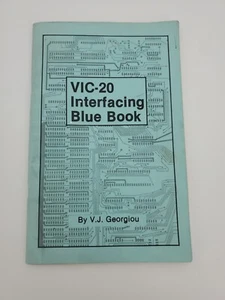 VIC-20
Interfacing
Blue Book
By V.J. Georgiou